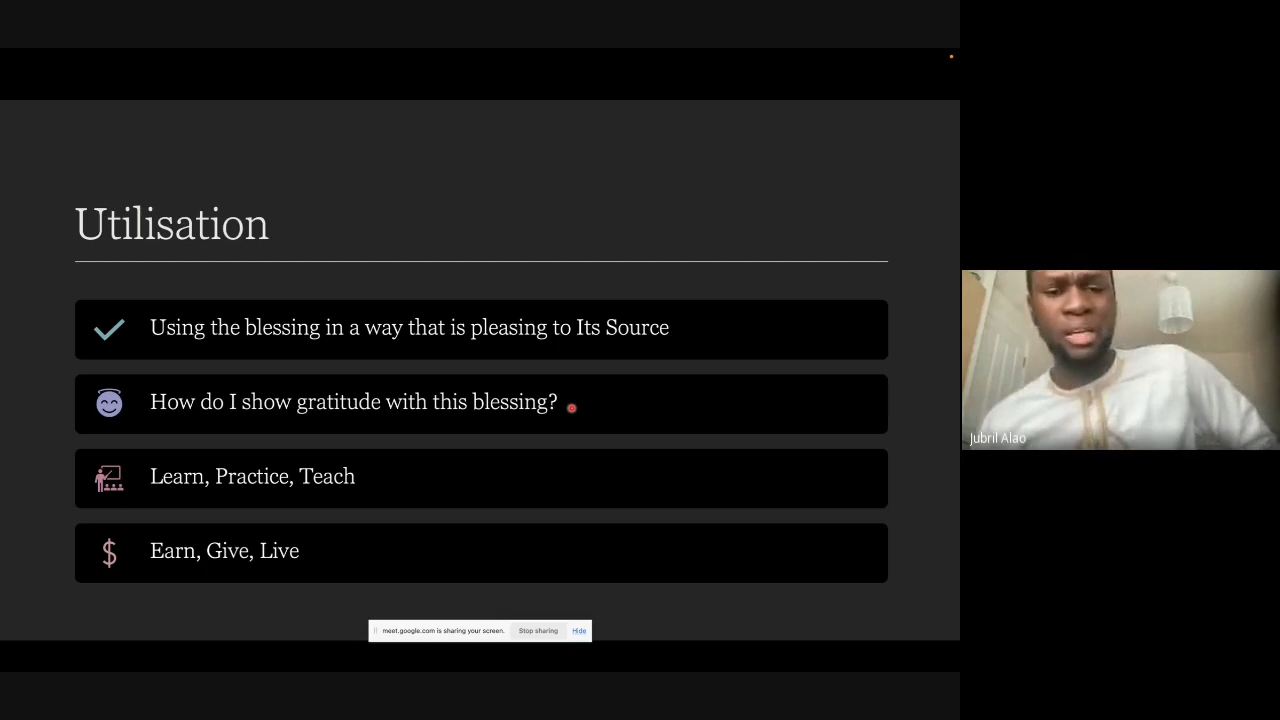 Utilisation
Using the blessing in a way that is pleasing to Its Source
How do I show gratitude with this blessing?
Learn, Practice, Teach
Earn, Give, Live
meet.google.com is sharing your screen. Stop sharing Hide
Jubril Alao